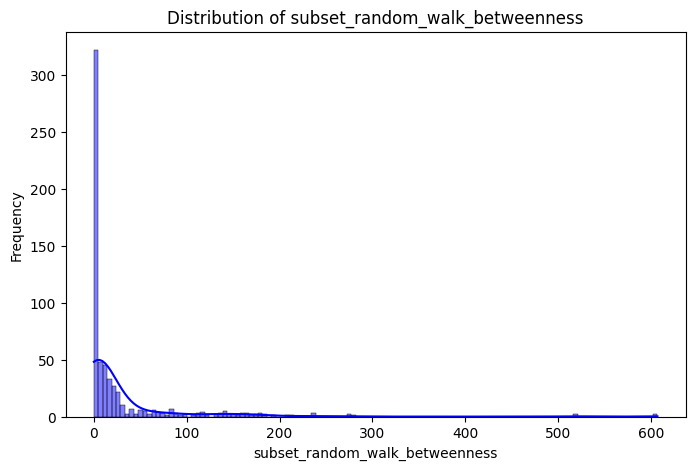 Distribution of subset_random_walk_betweenness
Frequency
300
250
200
150
100
50
0
0 100 200 300 400 500 600
subset_random_walk_betweenness